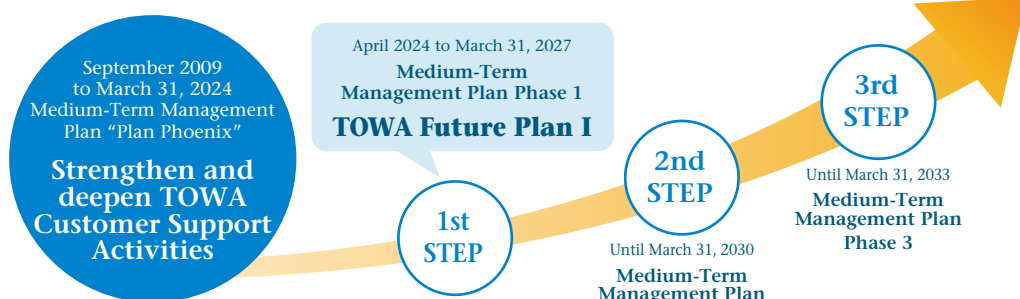 September 2009
to March 31, 2024
Medium-Term Management
Plan “Plan Phoenix”
Strengthen and
deepen TOWA
Customer Support
Activities
April 2024 to March 31, 2027
Medium-Term
Management Plan Phase 1
TOWA Future Plan I
1st
STEP
2nd
STEP
Until March 31, 2030
Medium-Term
Management Plan
3rd
STEP
Until March 31, 2033
Medium-Term
Management Plan
Phase 3